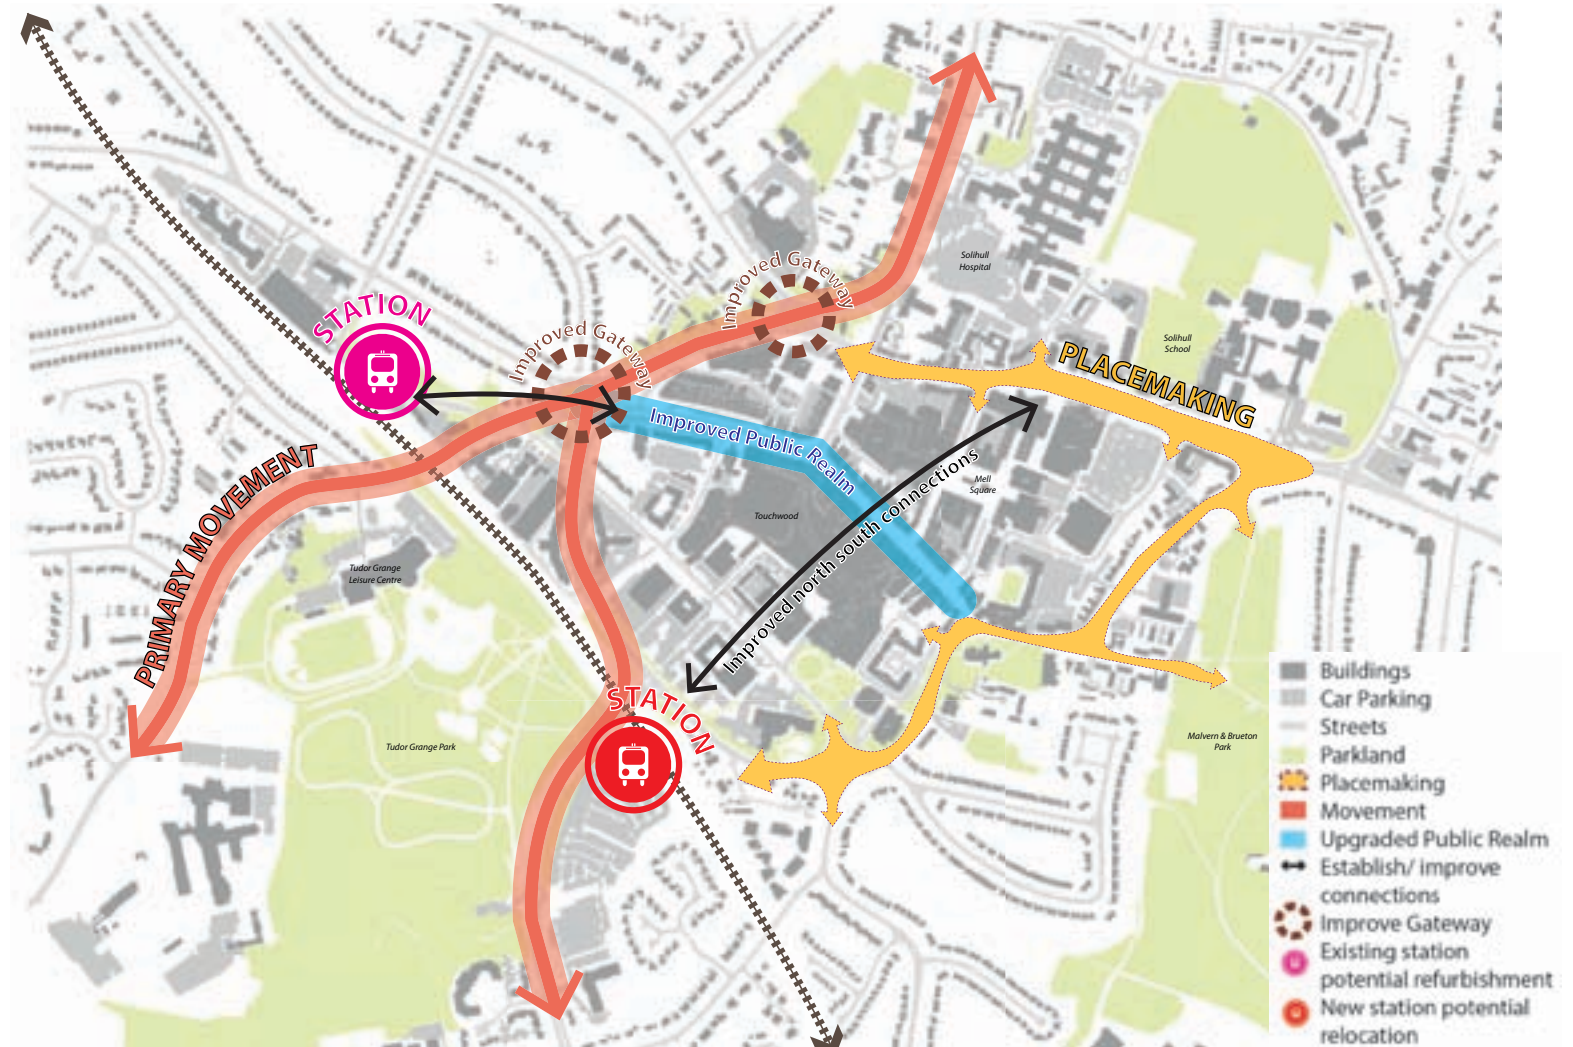 Improved Gateway
Solihull
Hospital
STATION
Improved Gateway
Solihull
School
PLACEMAKING
Improved Public Realm
PRIMARY MOVEMENT
Mell
Square
Touchwood
Improved north south connections
Tudor Grange
Leisure Centre
STATION
Tudor Grange Park
Malvern & Brueton
Park
Buildings
Car Parking
Streets
Parkland
Placemaking
Movement
Upgraded Public Realm
Establish/ improve
connections
Improve Gateway
Existing station
potential refurbishment
New station potential
relocation